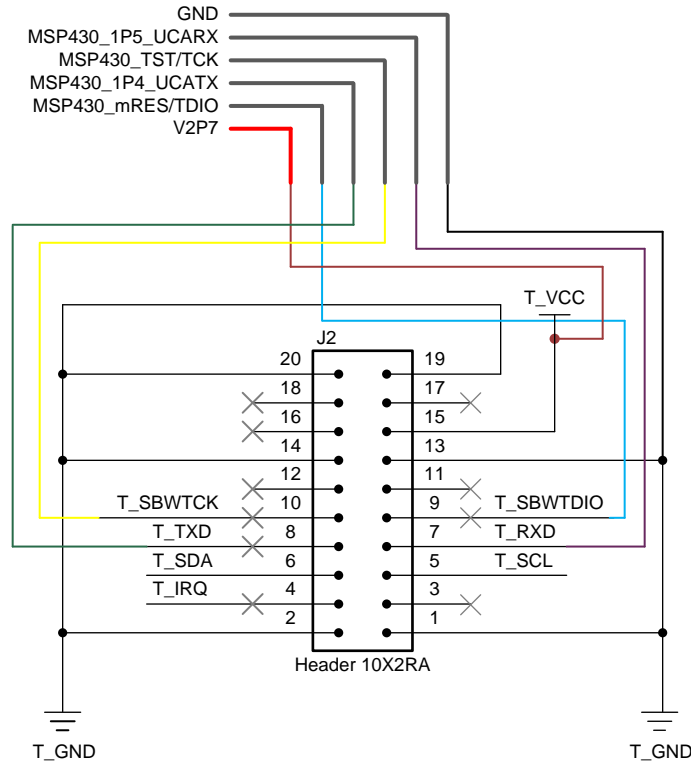 GND
MSP430_1P5_UCARX
MSP430_TST/TCK
MSP430_1P4_UCATX
MSP430_mRES/TDIO
V2P7
T_VCC
J2
20 19
18 17
16 15
14 13
12 11
T_SBWTCK 10 9 T_SBWTDIO
T_TXD 8 7 T_RXD
T_SDA 6 5 T_SCL
T_IRQ 4 3
2 1
Header 10X2RA
T_GND T_GND